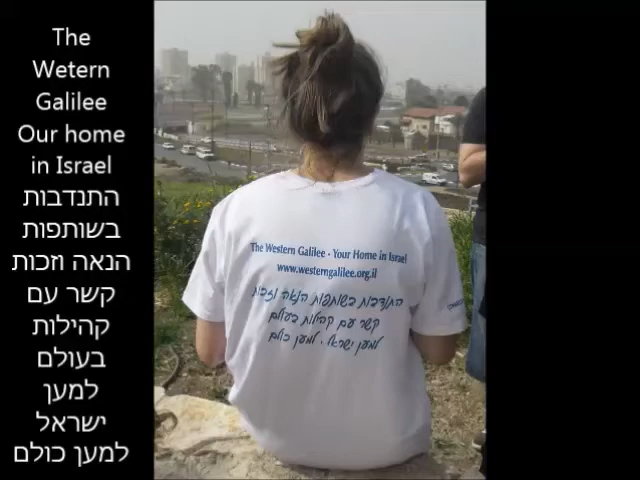 The
Wetern
Galilee
Our home
in Israel
התנדבות
בשותפות
הנאה וזכות
קשר עם
קהילות
בעולם
למען
ישראל
למען כולם
The Western Galilee - Your Home in Israel
www.westerngalilee.org.il
התנדבות בשותפות הנאה וזכות
קשר עם קהילות בעולם
למען ישראל, למען כולם